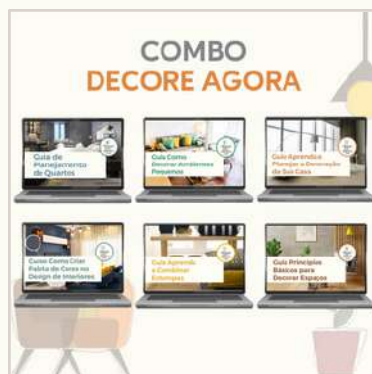 COMBO
DECORE AGORA
Guia de
Planejamento
de Quartos
Guia Como
Decorar Ambientes
Pequenos
Guia Aprenda a
Planejar a Decoração
da Sua Casa
Guias Como Criar
Paleta de Cores no
Design de Interiores
Guia Aprenda
a Combinar
Estampas
Guia Princípios
Básicos para
Decorar Espaços